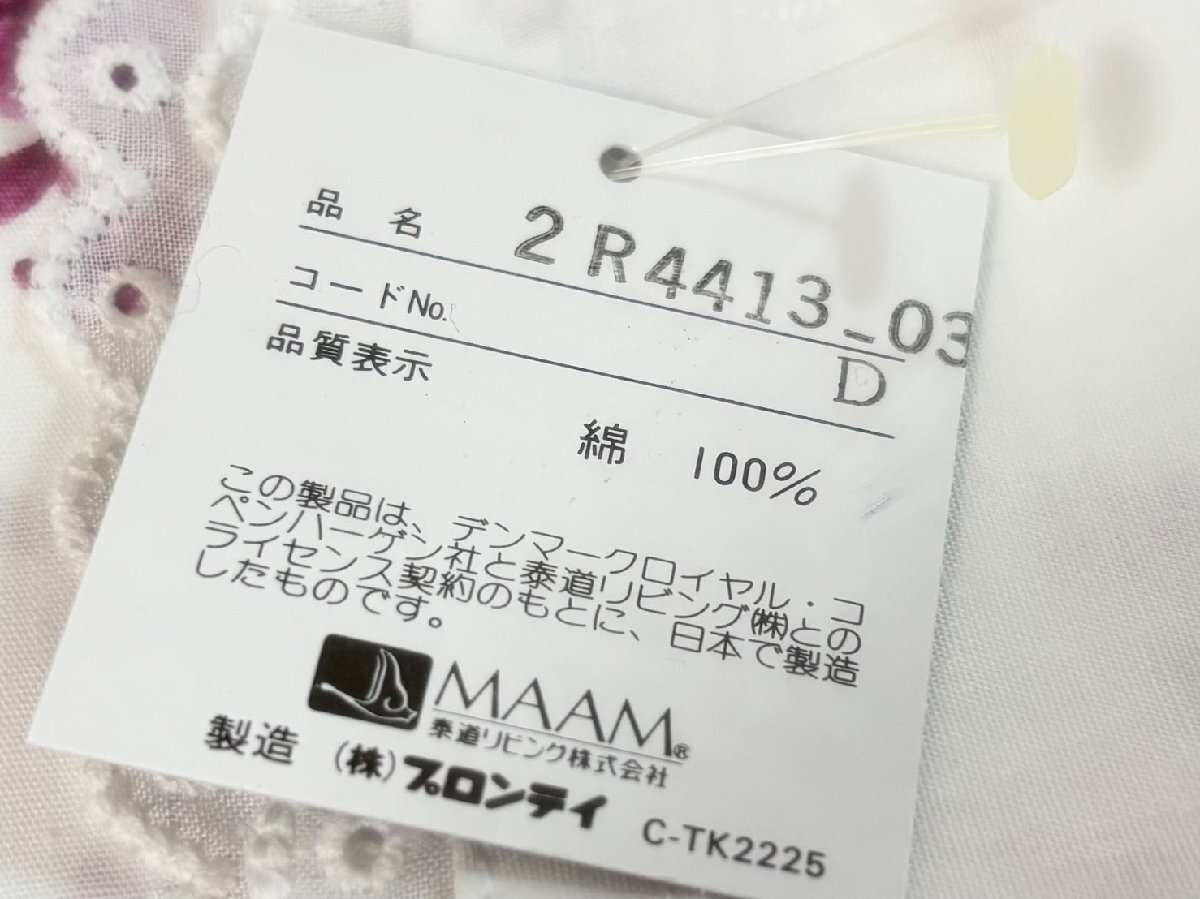 品 名 2R4413-03
コードNo. D
品質表示
綿 100%
この製品は、デンマークロイヤル・コ
ペンハーゲン社と泰道リビング㈱との
ライセンス契約のもとに、日本で製造
したものです。
MAAM®
泰道リビング株式会社
製造 (株)ブロンテイ
C-TK2225